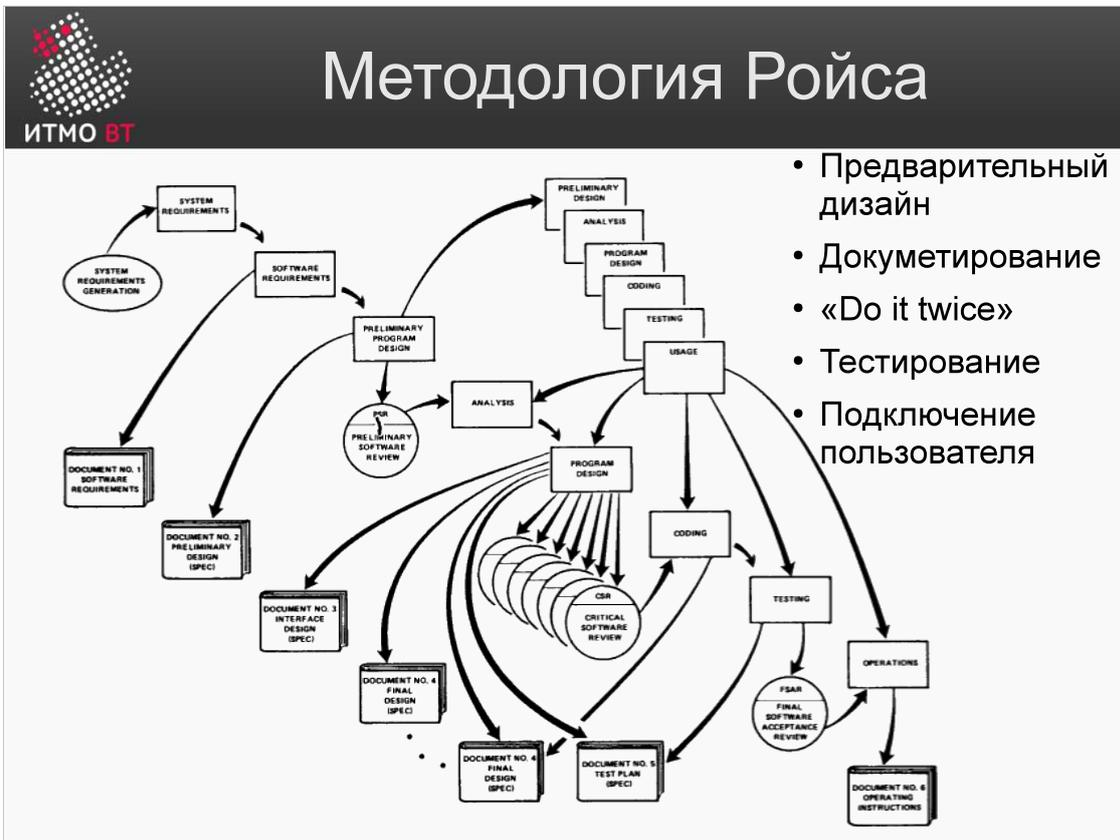 Методология Ройса
ИТМО ВТ
Предварительный
дизайн
Докуметирование
«Do it twice»
Тестирование
Подключение
пользователя
SYSTEM
REQUIREMENTS
SYSTEM
REQUIREMENTS
GENERATION
SOFTWARE
REQUIREMENTS
PRELIMINARY
PROGRAM
DESIGN
PRELIMINARY
DESIGN
ANALYSIS
PROGRAM
DESIGN
CODING
TESTING
USAGE
PSR
PRELIMINARY
SOFTWARE
REVIEW
ANALYSIS
PROGRAM
DESIGN
DOCUMENT NO. 1
SOFTWARE
REQUIREMENTS
DOCUMENT NO. 2
PRELIMINARY
DESIGN
(SPEC)
CODING
DOCUMENT NO. 3
INTERFACE
DESIGN
(SPEC)
CSR
CRITICAL
SOFTWARE
REVIEW
TESTING
DOCUMENT NO. 4
FINAL
DESIGN
(SPEC)
OPERATIONS
FSAR
FINAL
SOFTWARE
ACCEPTANCE
REVIEW
DOCUMENT NO. 4
FINAL
DESIGN
(SPEC)
DOCUMENT NO. 5
TEST PLAN
(SPEC)
DOCUMENT NO. 6
OPERATING
INSTRUCTIONS